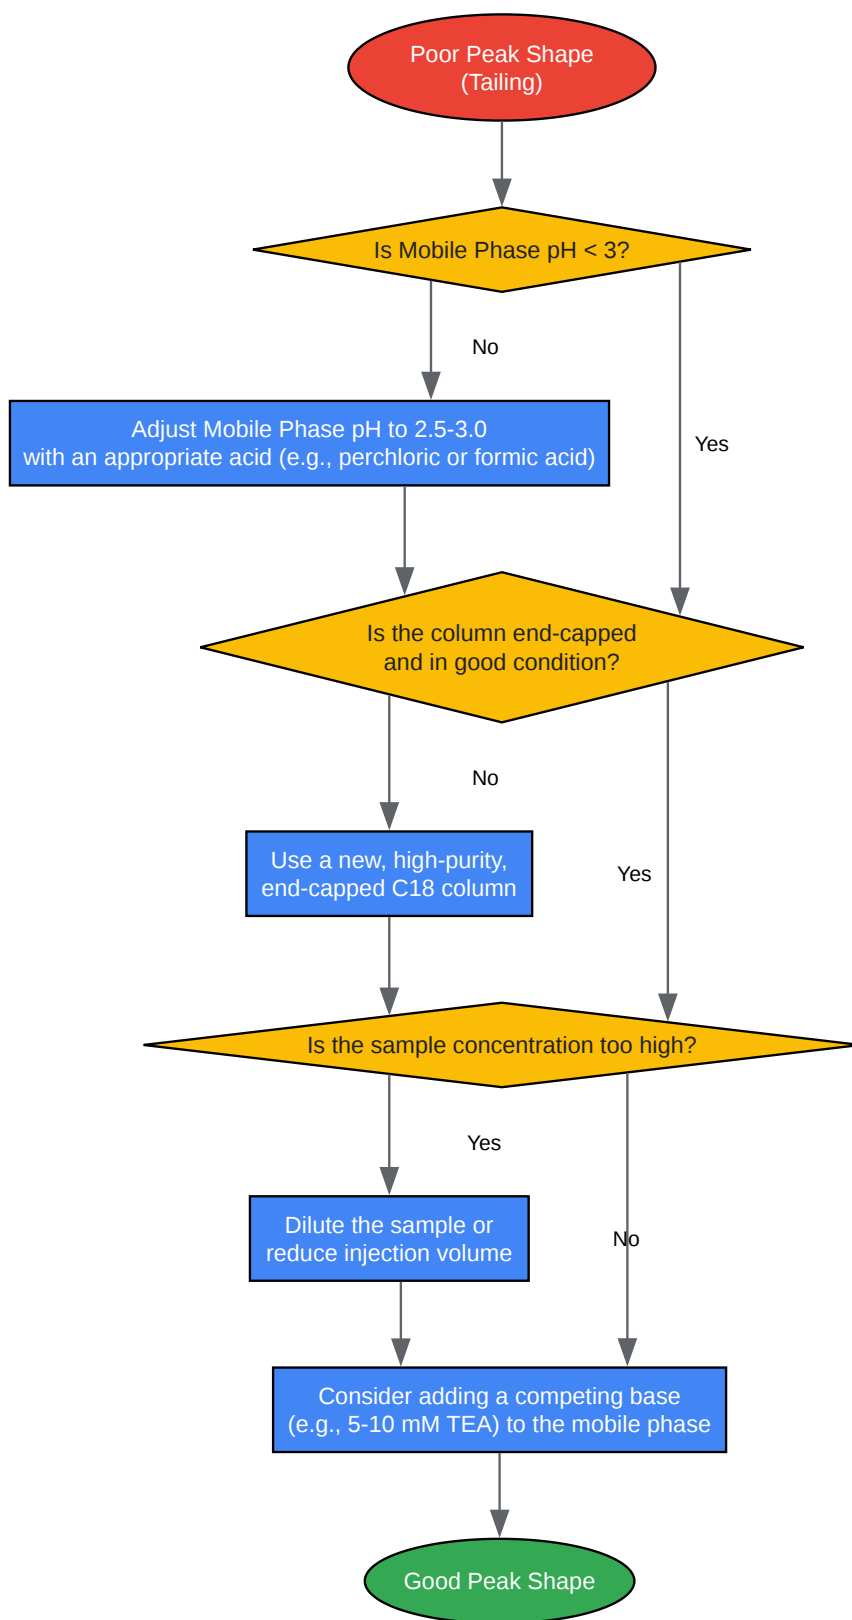 Poor Peak Shape
(Tailing)
Is Mobile Phase pH < 3?
No
Adjust Mobile Phase pH to 2.5-3.0
with an appropriate acid (e.g., perchloric or formic acid)
Yes
Is the column end-capped
and in good condition?
No
Use a new, high-purity,
end-capped C18 column
Yes
Is the sample concentration too high?
Yes
Dilute the sample or
reduce injection volume
No
Consider adding a competing base
(e.g., 5-10 mM TEA) to the mobile phase
Good Peak Shape